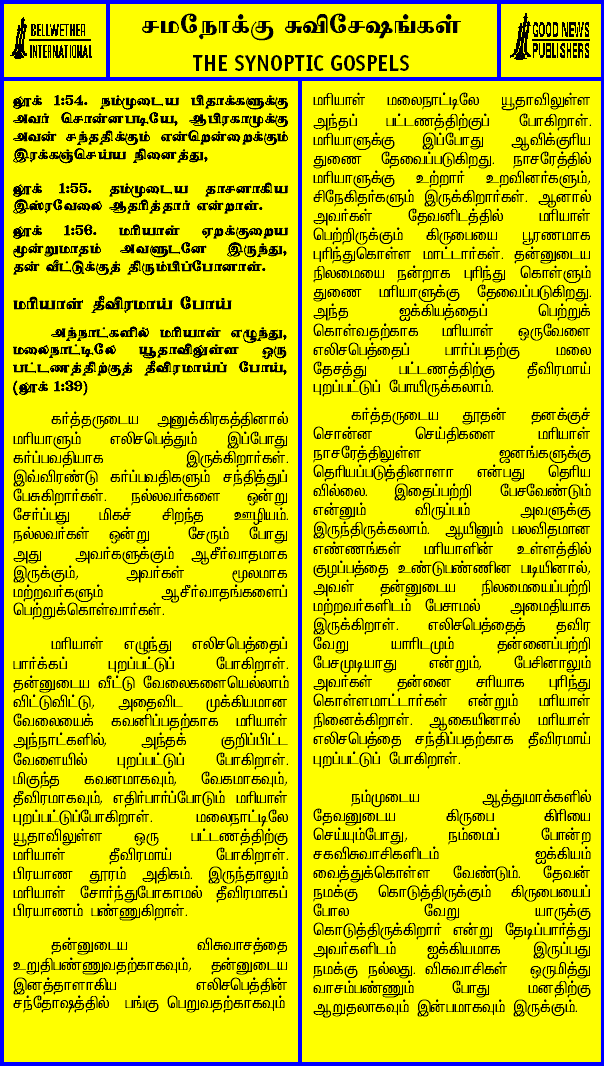 BELLWETHER
INTERNATIONAL
சமநோக்கு சுவிசேஷங்கள்
THE SYNOPTIC GOSPELS
GOOD NEWS
PUBLISHERS
லூக் 1:54. நம்முடைய பிதாக்களுக்கு
அவர் சொன்னபடியே, ஆபிரகாமுக்கு
அவன் சந்ததிக்கும் என்றென்றைக்கும்
இரக்கஞ்செய்ய நினைத்து,
லூக் 1:55. தம்முடைய தாசனாகிய
இஸ்ரவேலை ஆதரித்தார் என்றாள்.
லூக் 1:56. மரியாள் ஏறக்குறைய
மூன்றுமாதம் அவளுடனே இருந்து,
தன் வீட்டுக்குத் திரும்பிப்போனாள்.
மரியாள் தீவிரமாய் போய்
அந்நாட்களில் மரியாள் எழுந்து,
மலைநாட்டிலே யூதாவிலுள்ள ஒரு
பட்டணத்திற்குத் தீவிரமாய்ப் போய்,
(லூக் 1:39)
கர்த்தருடைய அனுக்கிரகத்தினால்
மரியாளும் எலிசபெத்தும் இப்போது
கர்ப்பவதியாக இருக்கிறார்கள்.
இவ்விரண்டு கர்ப்பவதிகளும் சந்தித்துப்
பேசுகிறார்கள். நல்லவர்களை ஒன்று
சேர்ப்பது மிகச் சிறந்த ஊழியம்.
நல்லவர்கள் ஒன்று சேரும் போது
அது அவர்களுக்கும் ஆசீர்வாதமாக
இருக்கும், அவர்கள் மூலமாக
மற்றவர்களும் ஆசீர்வாதங்களைப்
பெற்றுக்கொள்வார்கள்.
மரியாள் எழுந்து எலிசபெத்தைப்
பார்க்கப் புறப்பட்டுப் போகிறாள்.
தன்னுடைய வீட்டு வேலைகளையெல்லாம்
விட்டுவிட்டு, அதைவிட முக்கியமான
வேலையைக் கவனிப்பதற்காக மரியாள்
அந்நாட்களில், அந்தக் குறிப்பிட்ட
வேளையில் புறப்பட்டுப் போகிறாள்.
மிகுந்த கவனமாகவும், வேகமாகவும்,
தீவிரமாகவும், எதிர்பார்ப்போடும் மரியாள்
புறப்பட்டுப்போகிறாள். மலைநாட்டிலே
யூதாவிலுள்ள ஒரு பட்டணத்திற்கு
மரியாள் தீவிரமாய் போகிறாள்.
பிரயாண தூரம் அதிகம். இருந்தாலும்
மரியாள் சோர்ந்துபோகாமல் தீவிரமாகப்
பிரயாணம் பண்ணுகிறாள்.
தன்னுடைய விசுவாசத்தை
உறுதிபண்ணுவதற்காகவும், தன்னுடைய
இனத்தாளாகிய எலிசபெத்தின்
சந்தோஷத்தில் பங்கு பெறுவதற்காகவும்
மரியாள் மலைநாட்டிலே யூதாவிலுள்ள
அந்தப் பட்டணத்திற்குப் போகிறாள்.
மரியாளுக்கு இப்போது ஆவிக்குரிய
துணை தேவைப்படுகிறது. நாசரேத்தில்
மரியாளுக்கு உற்றார் உறவினர்களும்,
சிநேகிதர்களும் இருக்கிறார்கள். ஆனால்
அவர்கள் தேவனிடத்தில் மரியாள்
பெற்றிருக்கும் கிருபையை பூரணமாக
புரிந்துகொள்ள மாட்டார்கள். தன்னுடைய
நிலமையை நன்றாக புரிந்து கொள்ளும்
துணை மரியாளுக்கு தேவைப்படுகிறது.
அந்த ஐக்கியத்தைப் பெற்றுக்
கொள்வதற்காக மரியாள் ஒருவேளை
எலிசபெத்தைப் பார்ப்பதற்கு மலை
தேசத்து பட்டணத்திற்கு தீவிரமாய்
புறப்பட்டுப் போயிருக்கலாம்.
கர்த்தருடைய தூதன் தனக்குச்
சொன்ன செய்திகளை மரியாள்
நாசரேத்திலுள்ள ஜனங்களுக்கு
தெரியப்படுத்தினாளா என்பது தெரிய
வில்லை. இதைப்பற்றி பேசவேண்டும்
என்னும் விருப்பம் அவளுக்கு
இருந்திருக்கலாம். ஆயினும் பலவிதமான
எண்ணங்கள் மரியாளின் உள்ளத்தில்
குழப்பத்தை உண்டுபண்ணின படியினால்,
அவள் தன்னுடைய நிலமையைப்பற்றி
மற்றவர்களிடம் பேசாமல் அமைதியாக
இருக்கிறாள். எலிசபெத்தைத் தவிர
வேறு யாரிடமும் தன்னைப்பற்றி
பேசமுடியாது என்றும், பேசினாலும்
அவர்கள் தன்னை சரியாக புரிந்து
கொள்ளமாட்டார்கள் என்றும் மரியாள்
நினைக்கிறாள். ஆகையினால் மரியாள்
எலிசபெத்தை சந்திப்பதற்காக தீவிரமாய்
புறப்பட்டுப் போகிறாள்.
நம்முடைய ஆத்துமாக்களில்
தேவனுடைய கிருபை கிரியை
செய்யும்போது, நம்மைப் போன்ற
சகவிசுவாசிகளிடம் ஐக்கியம்
வைத்துக்கொள்ள வேண்டும். தேவன்
நமக்கு கொடுத்திருக்கும் கிருபையைப்
போல வேறு யாருக்கு
கொடுத்திருக்கிறார் என்று தேடிப்பார்த்து
அவர்களிடம் ஐக்கியமாக இருப்பது
நமக்கு நல்லது. விசுவாசிகள் ஒருமித்து
வாசம்பண்ணும் போது மனதிற்கு
ஆறுதலாகவும் இன்பமாகவும் இருக்கும்.